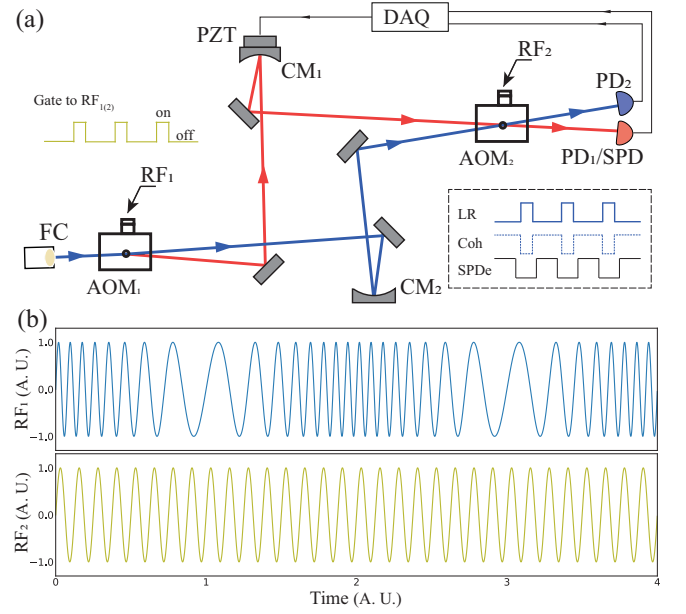 (a)
PZT
DAQ
CM₁
RF₂
PD₂
Gate to RF₁₍₂₎
on
off
AOM₂
PD₁/SPD
RF₁
FC
AOM₁
CM₂
LR
Coh
SPDe
(b)
RF₁ (A. U.)
1.0
0.0
−1.0
RF₂ (A. U.)
1.0
0.0
−1.0
0 1 2 3 4
Time (A. U.)